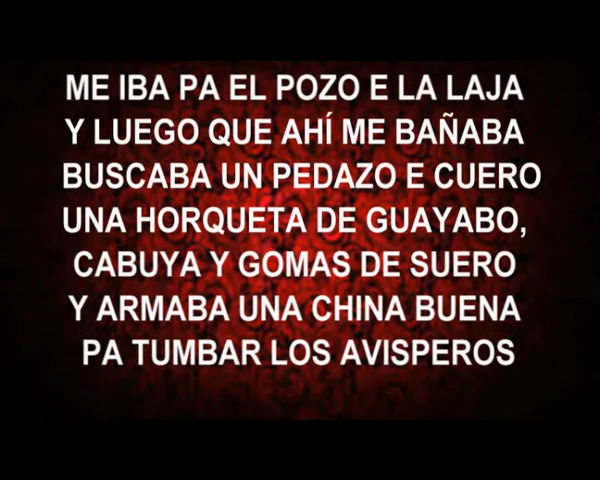 ME IBA PA EL POZO E LA LAJA
Y LUEGO QUE AHÍ ME BAÑABA
BUSCABA UN PEDAZO E CUERO
UNA HORQUETA DE GUAYABO,
CABUYA Y GOMAS DE SUERO
Y ARMABA UNA CHINA BUENA
PA TUMBAR LOS AVISPEROS